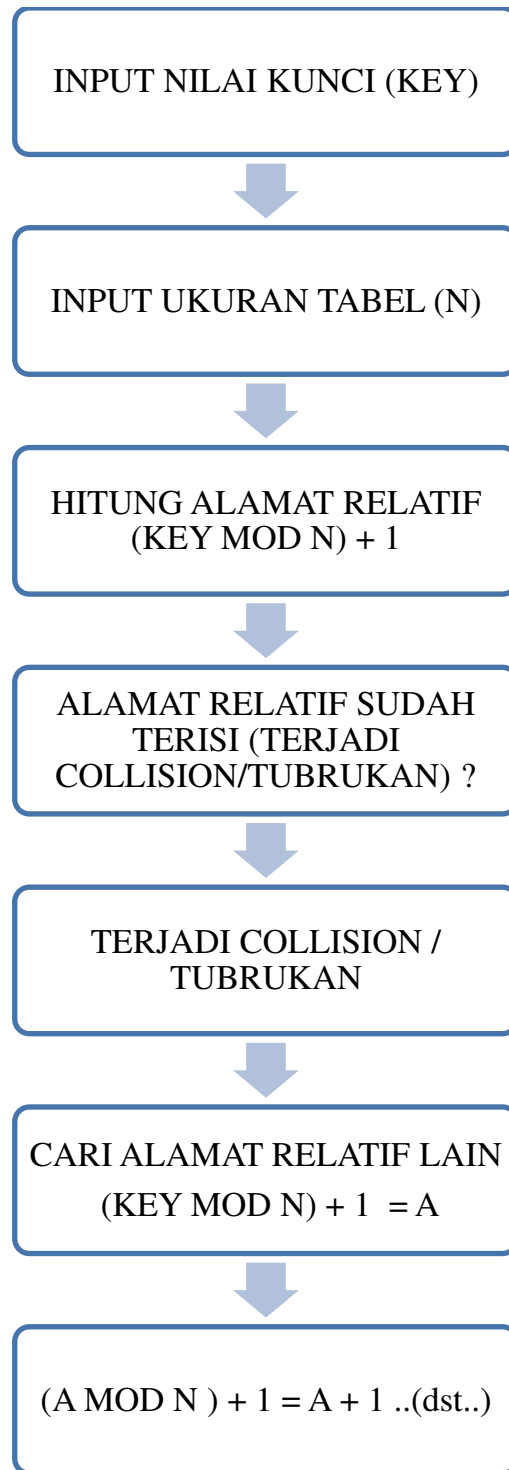 INPUT NILAI KUNCI (KEY)
INPUT UKURAN TABEL (N)
HITUNG ALAMAT RELATIF
(KEY MOD N) + 1
ALAMAT RELATIF SUDAH
TERISI (TERJADI
COLLISION/TUBRUKAN) ?
TERJADI COLLISION /
TUBRUKAN
CARI ALAMAT RELATIF LAIN
(KEY MOD N) + 1 = A
(A MOD N ) + 1 = A + 1 ..(dst..)